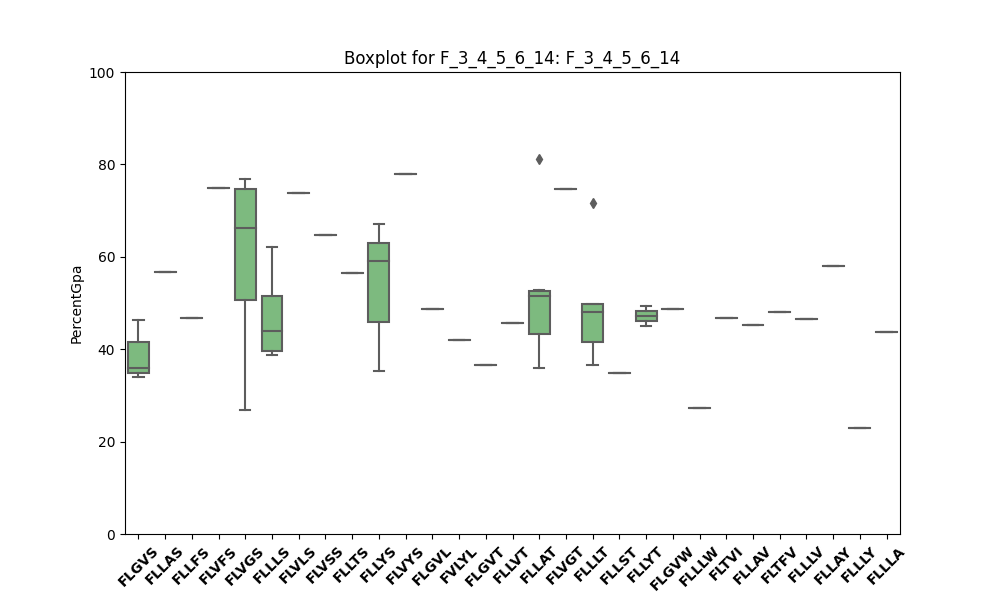 Boxplot for F_3_4_5_6_14: F_3_4_5_6_14
100
80
60
40
20
0
PercentGpa
FLGVS
FLLAS
FLLFS
FLVFS
FLVGS
FLLLS
FLVLS
FLVSS
FLLTS
FLLYS
FLVYS
FLGVL
FVLYL
FLGVT
FLLVT
FLLAT
FLVGT
FLLLT
FLLST
FLLYT
FLGVW
FLLLW
FLTVI
FLLAV
FLTFV
FLLLV
FLLAY
FLLLY
FLLLA